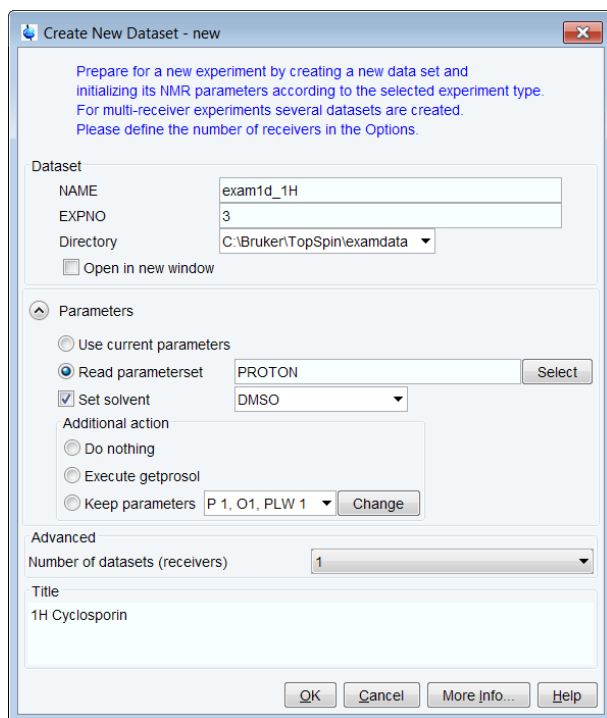 Create New Dataset - new
Prepare for a new experiment by creating a new data set and
initializing its NMR parameters according to the selected experiment type.
For multi-receiver experiments several datasets are created.
Please define the number of receivers in the Options.
Dataset
NAME exam1d_1H
EXPNO 3
Directory C:\Bruker\TopSpin\examdata
Open in new window
Parameters
Use current parameters
Read parameterset PROTON Select
Set solvent DMSO
Additional action
Do nothing
Execute getprosol
Keep parameters P 1, O1, PLW 1 Change
Advanced
Number of datasets (receivers) 1
Title
1H Cyclosporin
OK Cancel More Info... Help